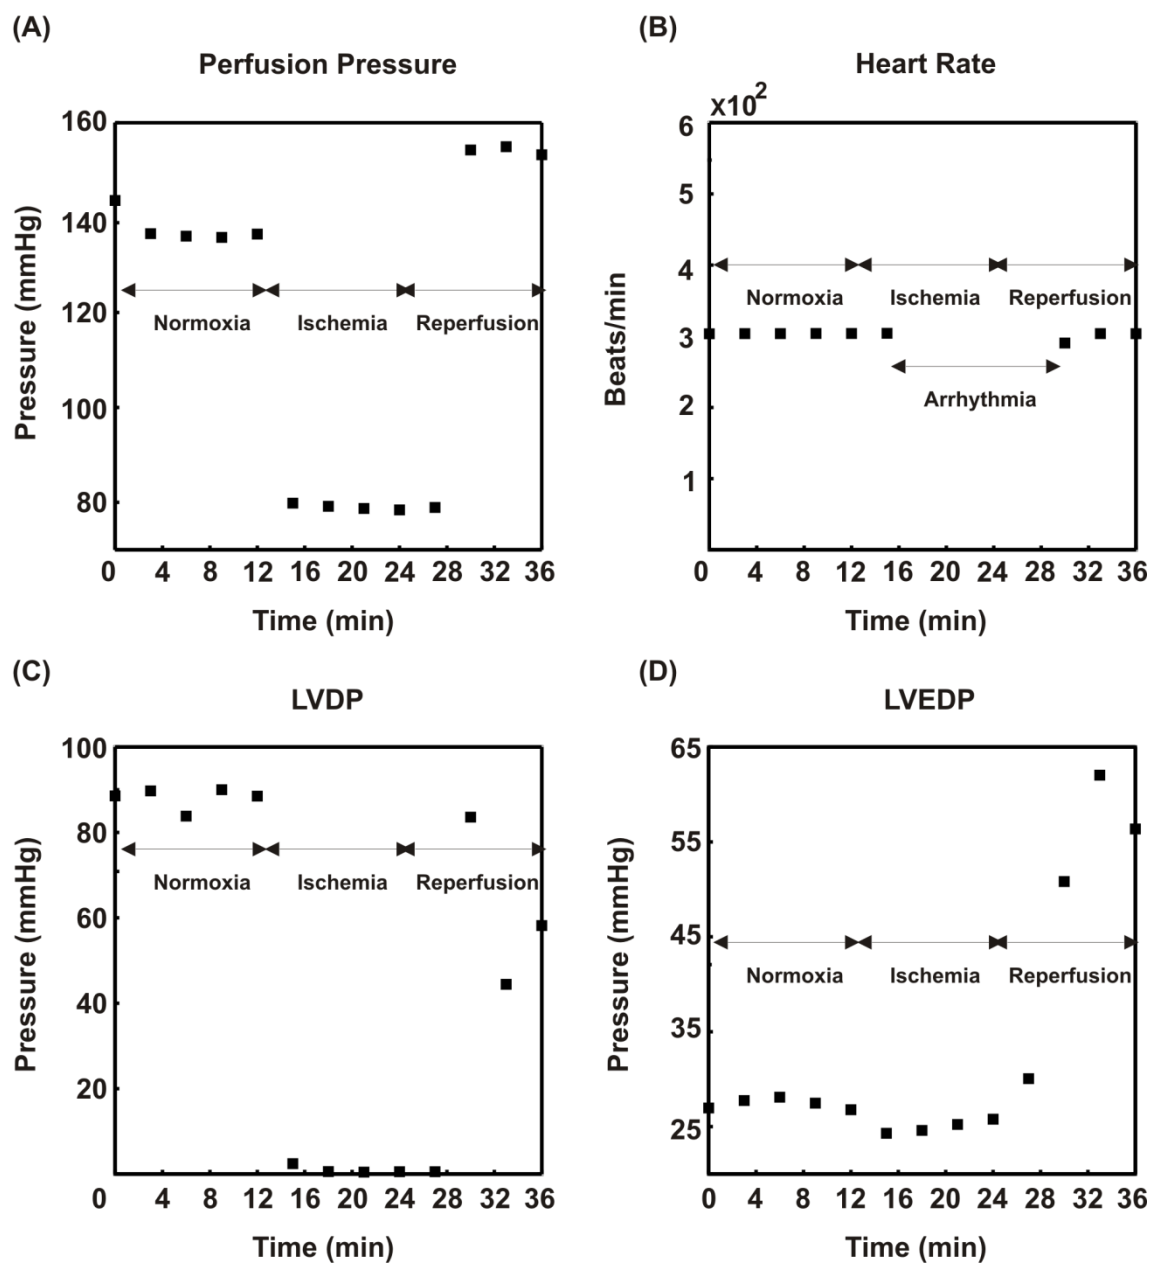 (A)
Perfusion Pressure
160
140
120
100
80
Pressure (mmHg)
Normoxia Ischemia Reperfusion
0 4 8 12 16 20 24 28 32 36
Time (min)
(B)
Heart Rate
x10²
6
5
4
3
2
1
Beats/min
Normoxia Ischemia Reperfusion
Arrhythmia
0 4 8 12 16 20 24 28 32 36
Time (min)
(C)
LVDP
100
80
60
40
20
Pressure (mmHg)
Normoxia Ischemia Reperfusion
0 4 8 12 16 20 24 28 32 36
Time (min)
(D)
LVEDP
65
55
45
35
25
Pressure (mmHg)
Normoxia Ischemia Reperfusion
0 4 8 12 16 20 24 28 32 36
Time (min)